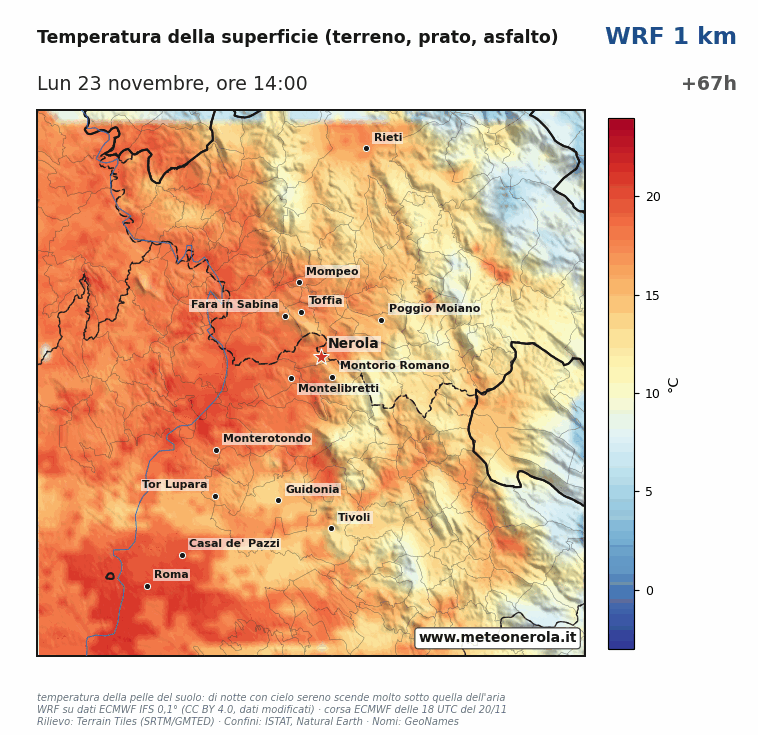 Temperatura della superficie (terreno, prato, asfalto)
WRF 1 km
Lun 23 novembre, ore 14:00
+67h
Rieti
Mompeo
Fara in Sabina
Toffia
Poggio Moiano
Nerola
Montorio Romano
Montelibretti
Monterotondo
Tor Lupara
Guidonia
Tivoli
Casal de' Pazzi
Roma
www.meteonerola.it
20
15
10
5
0
°C
temperatura della pelle del suolo: di notte con cielo sereno scende molto sotto quella dell'aria
WRF su dati ECMWF IFS 0,1° (CC BY 4.0, dati modificati) · corsa ECMWF delle 18 UTC del 20/11
Rilievo: Terrain Tiles (SRTM/GMTED) · Confini: ISTAT, Natural Earth · Nomi: GeoNames